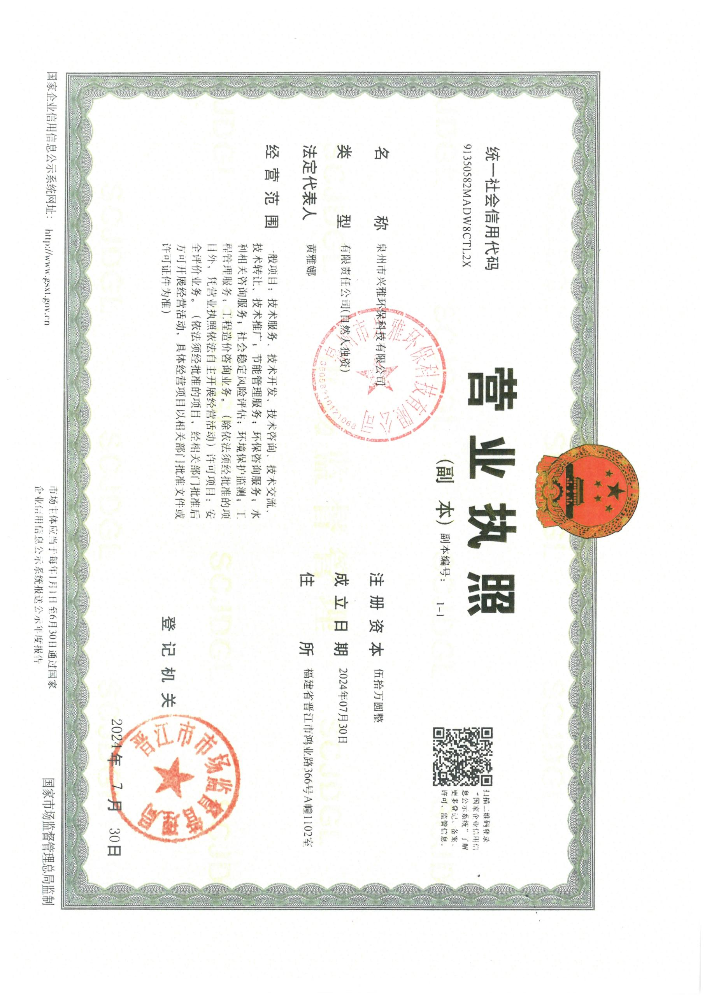 营业执照
（副 本） 副本编号： 1-1
统一社会信用代码
91350582MADW8CTL2X
扫描二维码登录
“国家企业信用信
息公示系统”了解
更多登记、备案、
许可、监管信息。
名 称 泉州市兴雅环保科技有限公司
类 型 有限责任公司(自然人独资)
法定代表人 黄雅娜
经营范围 一般项目：技术服务、技术开发、技术咨询、技术交流、
技术转让、技术推广；节能管理服务；环保咨询服务；水
利相关咨询服务；社会稳定风险评估；环境保护监测；工
程管理服务；工程造价咨询业务。（除依法须经批准的项
目外，凭营业执照依法自主开展经营活动）许可项目：安
全评价业务。（依法须经批准的项目，经相关部门批准后
方可开展经营活动，具体经营项目以相关部门批准文件或
许可证件为准）
注册资本 伍拾万圆整
成立日期 2024年07月30日
住 所 福建省晋江市鸿业路366号A幢1102室
泉州市兴雅环保科技有限公司
登记机关
晋江市市场监督管理局
2024年 7月 30日
国家企业信用信息公示系统网址： http://www.gsxt.gov.cn
市场主体应当于每年1月1日至6月30日通过国家
企业信用信息公示系统报送公示年度报告
国家市场监督管理总局监制